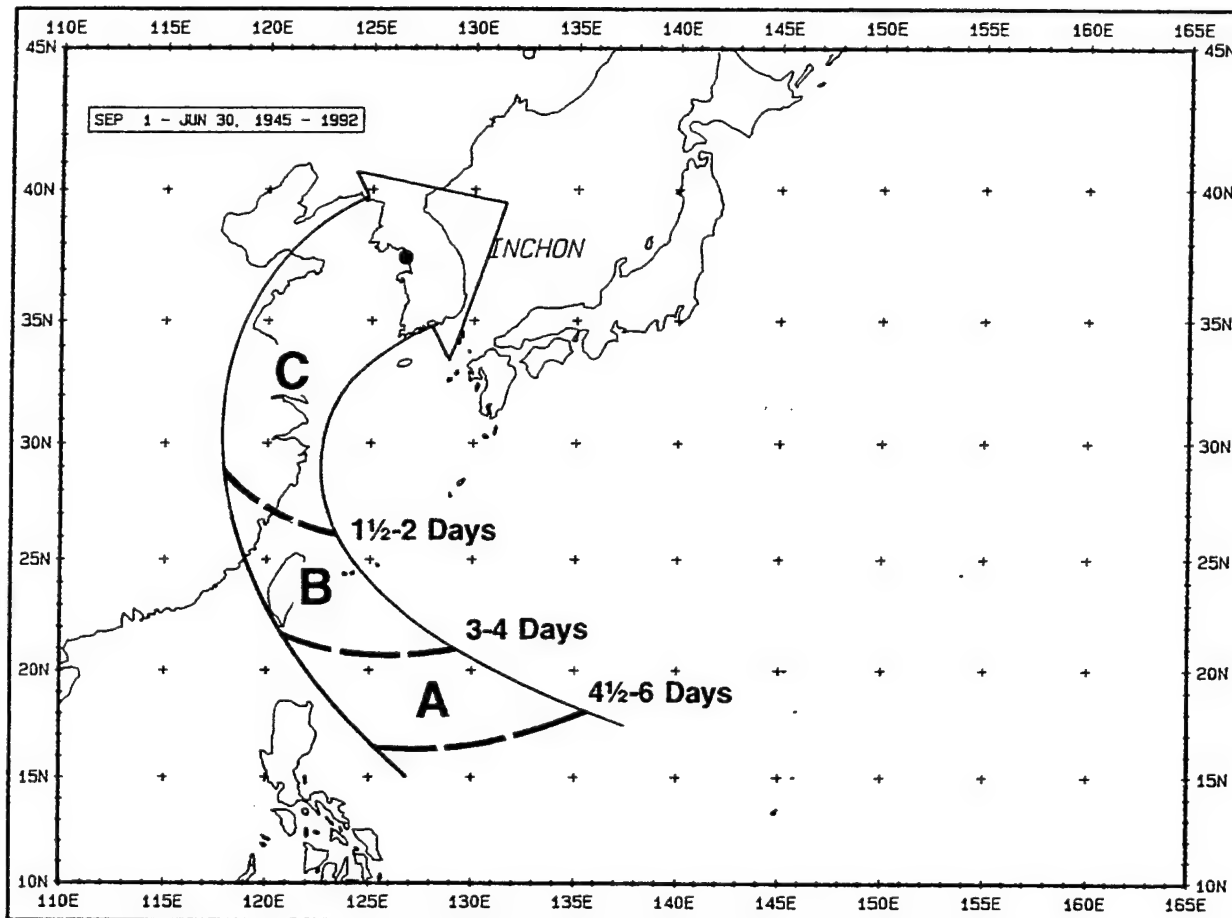 110E 115E 120E 125E 130E 135E 140E 145E 150E 155E 160E 165E
45N 45N
SEP 1 - JUN 30, 1945 - 1992
40N 40N
INCHON
35N 35N
C
30N 30N
1½-2 Days
25N 25N
B
3-4 Days
20N 20N
A
4½-6 Days
15N 15N
10N 10N
110E 115E 120E 125E 130E 135E 140E 145E 150E 155E 160E 165E